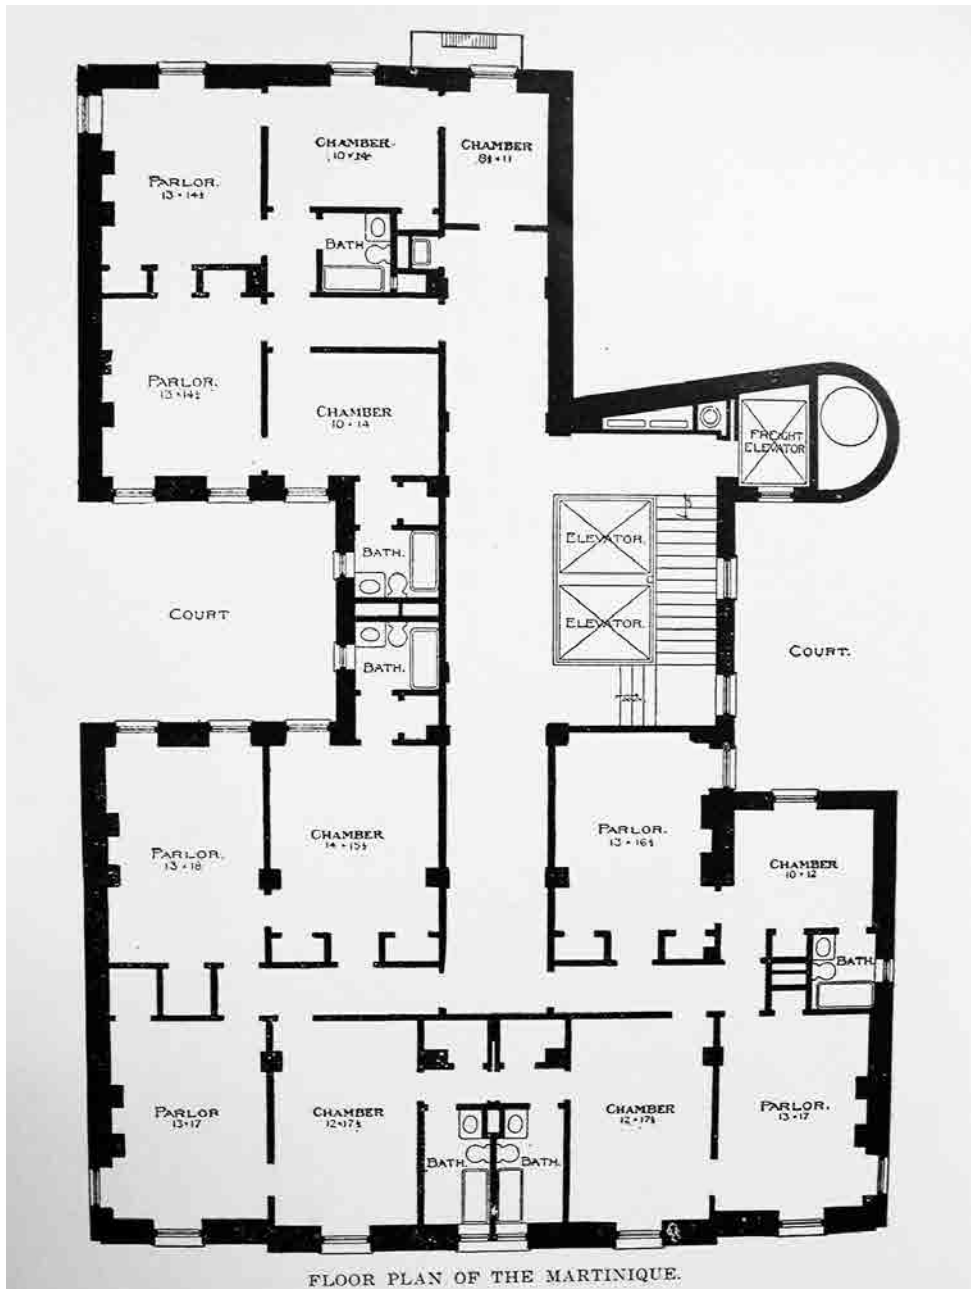 CHAMBER.
10 × 14
CHAMBER
8½ × 11
PARLOR.
13 × 14½
BATH
PARLOR.
13 × 14½
CHAMBER
10 × 14
FREIGHT
ELEVATOR
ELEVATOR.
BATH.
COURT
ELEVATOR.
COURT.
BATH.
CHAMBER
14 × 15½
PARLOR.
13 × 16½
PARLOR.
13 × 18
CHAMBER
10 × 12
BATH.
PARLOR
13 × 17
CHAMBER
12 × 17½
CHAMBER
12 × 17½
PARLOR.
13 × 17
BATH.
BATH.
FLOOR PLAN OF THE MARTINIQUE.